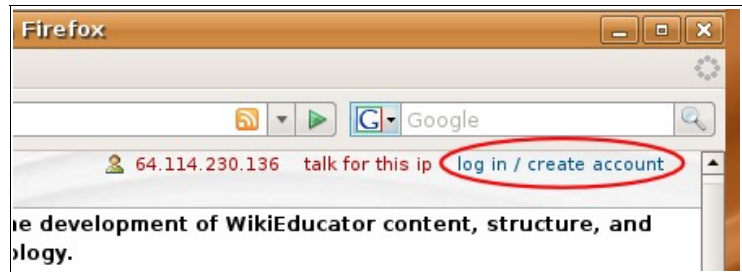 Firefox
G Google
64.114.230.136 talk for this ip log in / create account
he development of WikiEducator content, structure, and
ology.